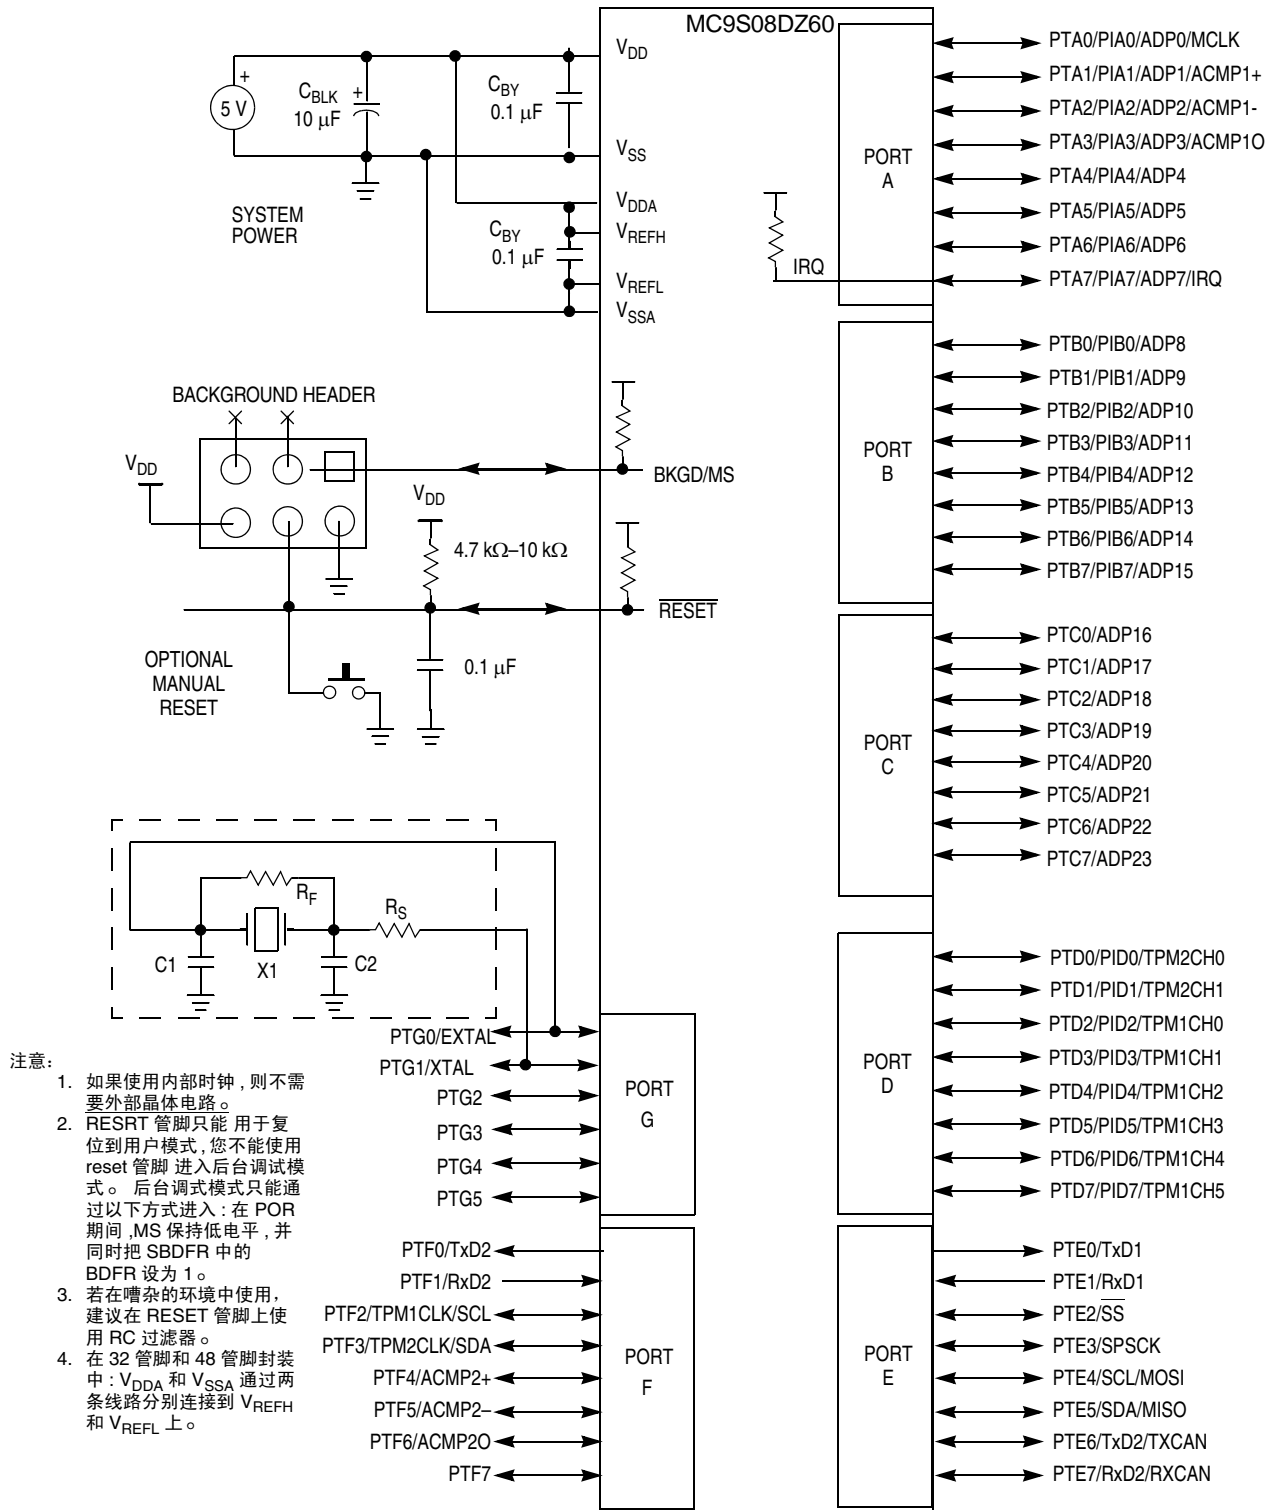 MC9S08DZ60
VDD
5 V
+
CBLK +
10 μF
CBY
0.1 μF
VSS
SYSTEM
POWER
VDDA
VREFH
CBY
0.1 μF
VREFL
VSSA
IRQ
PORT
A
PTA0/PIA0/ADP0/MCLK
PTA1/PIA1/ADP1/ACMP1+
PTA2/PIA2/ADP2/ACMP1-
PTA3/PIA3/ADP3/ACMP1O
PTA4/PIA4/ADP4
PTA5/PIA5/ADP5
PTA6/PIA6/ADP6
PTA7/PIA7/ADP7/IRQ
PORT
B
PTB0/PIB0/ADP8
PTB1/PIB1/ADP9
PTB2/PIB2/ADP10
PTB3/PIB3/ADP11
PTB4/PIB4/ADP12
PTB5/PIB5/ADP13
PTB6/PIB6/ADP14
PTB7/PIB7/ADP15
BACKGROUND HEADER
VDD
BKGD/MS
VDD
4.7 kΩ–10 kΩ
RESET
OPTIONAL
MANUAL
RESET
0.1 μF
PORT
C
PTC0/ADP16
PTC1/ADP17
PTC2/ADP18
PTC3/ADP19
PTC4/ADP20
PTC5/ADP21
PTC6/ADP22
PTC7/ADP23
RF
RS
C1
X1
C2
PORT
D
PTD0/PID0/TPM2CH0
PTD1/PID1/TPM2CH1
PTD2/PID2/TPM1CH0
PTD3/PID3/TPM1CH1
PTD4/PID4/TPM1CH2
PTD5/PID5/TPM1CH3
PTD6/PID6/TPM1CH4
PTD7/PID7/TPM1CH5
PTG0/EXTAL
PTG1/XTAL
PTG2
PTG3
PTG4
PTG5
PORT
G
注意：
1. 如果使用内部时钟，则不需
要外部晶体电路。
2. RESRT 管脚只能 用于复
位到用户模式，您不能使用
reset 管脚 进入后台调试模
式。 后台调式模式只能通
过以下方式进入：在 POR
期间 ,MS 保持低电平，并
同时把 SBDFR 中的
BDFR 设为 1。
3. 若在嘈杂的环境中使用，
建议在 RESET 管脚上使
用 RC 过滤器。
4. 在 32 管脚和 48 管脚封装
中：VDDA 和 VSSA 通过两
条线路分别连接到 VREFH
和 VREFL 上。
PTF0/TxD2
PTF1/RxD2
PTF2/TPM1CLK/SCL
PTF3/TPM2CLK/SDA
PTF4/ACMP2+
PTF5/ACMP2–
PTF6/ACMP2O
PTF7
PORT
F
PORT
E
PTE0/TxD1
PTE1/RxD1
PTE2/SS
PTE3/SPSCK
PTE4/SCL/MOSI
PTE5/SDA/MISO
PTE6/TxD2/TXCAN
PTE7/RxD2/RXCAN